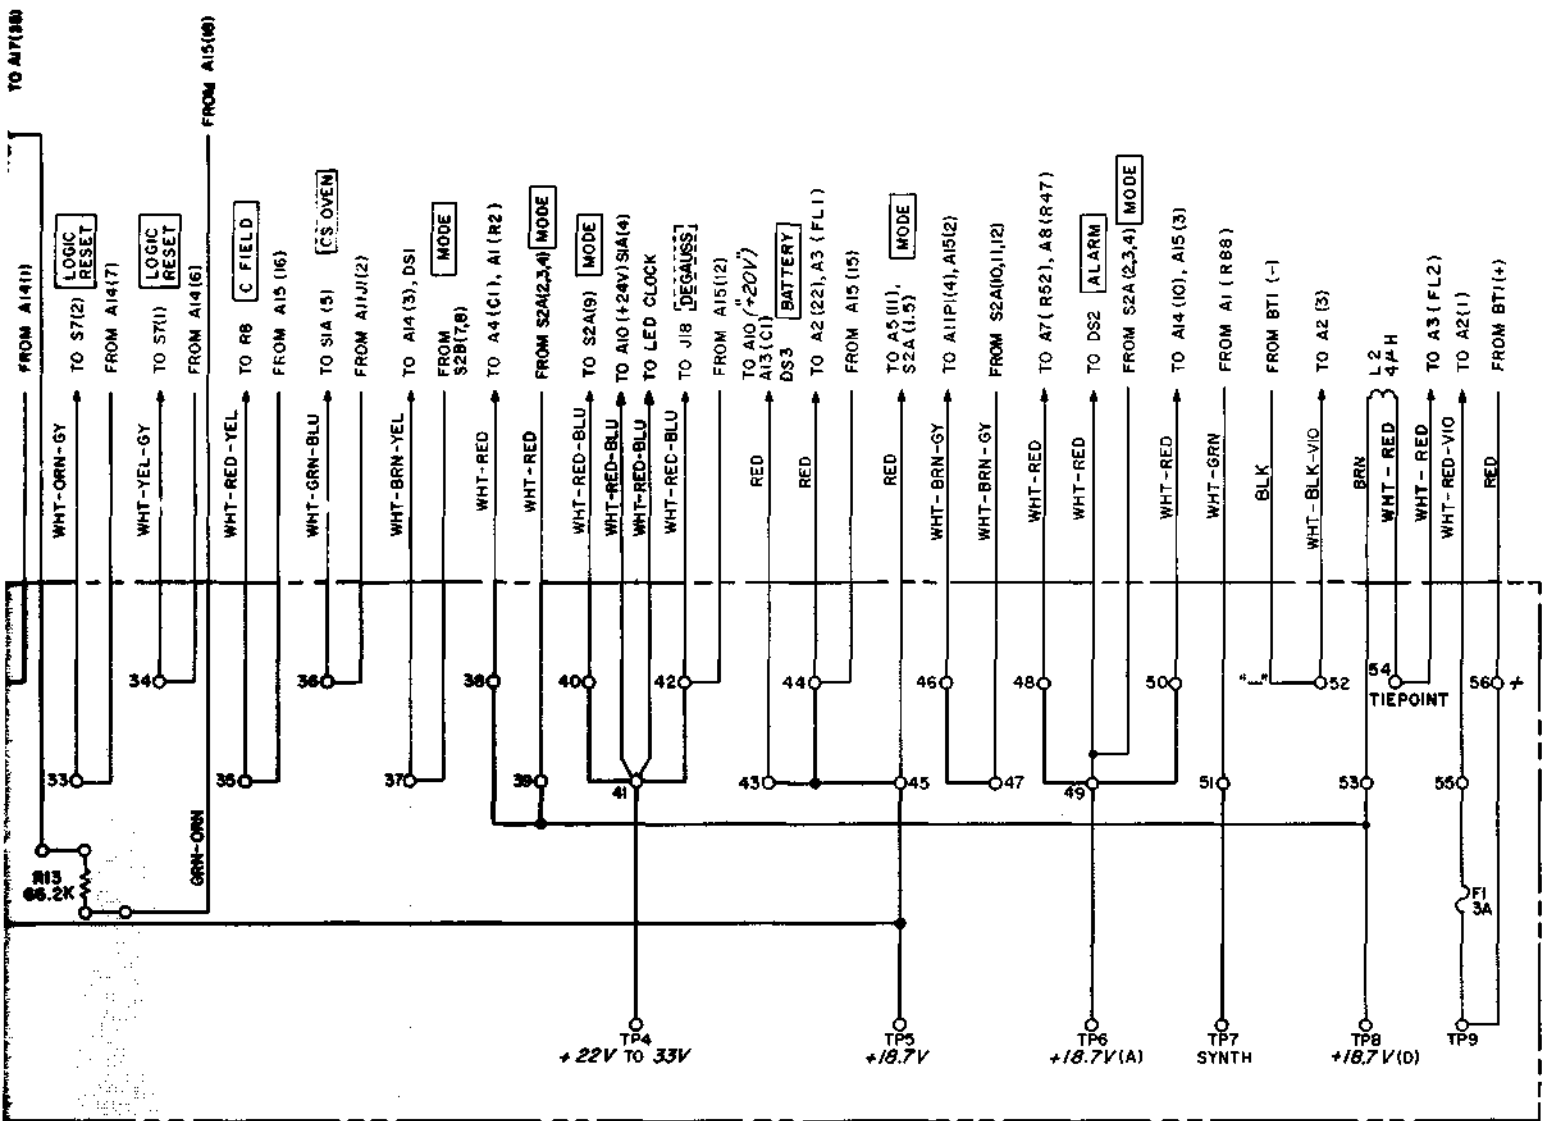 TO A17(38)
FROM A14(1)
WHT-ORN-GY
TO S7(2)
LOGIC
RESET
FROM A14(7)
WHT-YEL-GY
TO S7(1)
LOGIC
RESET
FROM A14(6)
FROM A15(18)
WHT-RED-YEL
TO R8
C FIELD
FROM A15(16)
WHT-GRN-BLU
TO S1A(5)
CS OVEN
FROM A11J1(2)
WHT-BRN-YEL
TO A14(3), DS1
FROM
S2B(7,8)
MODE
WHT-RED
TO A4(C1), A1(R2)
WHT-RED
FROM S2A(2,3,4)
MODE
WHT-RED-BLU
TO S2A(9)
MODE
WHT-RED-BLU
TO A10(+24V)S1A(4)
WHT-RED-BLU
TO LED CLOCK
WHT-RED-BLU
TO J18
DEGAUSS
FROM A15(12)
RED
TO A10("+20V")
A13(C1)
DS3
BATTERY
RED
TO A2(22), A3(FL1)
FROM A15(15)
RED
TO A5(11),
S2A(1,5)
MODE
WHT-BRN-GY
TO A11P1(4), A15(2)
WHT-BRN-GY
FROM S2A(10,11,12)
WHT-RED
TO A7(R52), A8(R47)
WHT-RED
TO DS2
ALARM
FROM S2A(2,3,4)
MODE
WHT-RED
TO A14(10), A15(3)
WHT-GRN
FROM A1(R88)
BLK
FROM BT1(-)
WHT-BLK-VIO
TO A2(3)
BRN
L2
4µH
WHT-RED
WHT-RED
TO A3(FL2)
WHT-RED-VIO
TO A2(1)
RED
FROM BT1(+)
34
36
38
40
42
44
46
48
50
"-"
52
54
TIEPOINT
56
+
33
35
37
39
41
43
45
47
49
51
53
55
R13
66.2K
GRN-ORN
F1
3A
TP4
+22V TO 33V
TP5
+18.7V
TP6
+18.7V(A)
TP7
SYNTH
TP8
+18.7V(D)
TP9